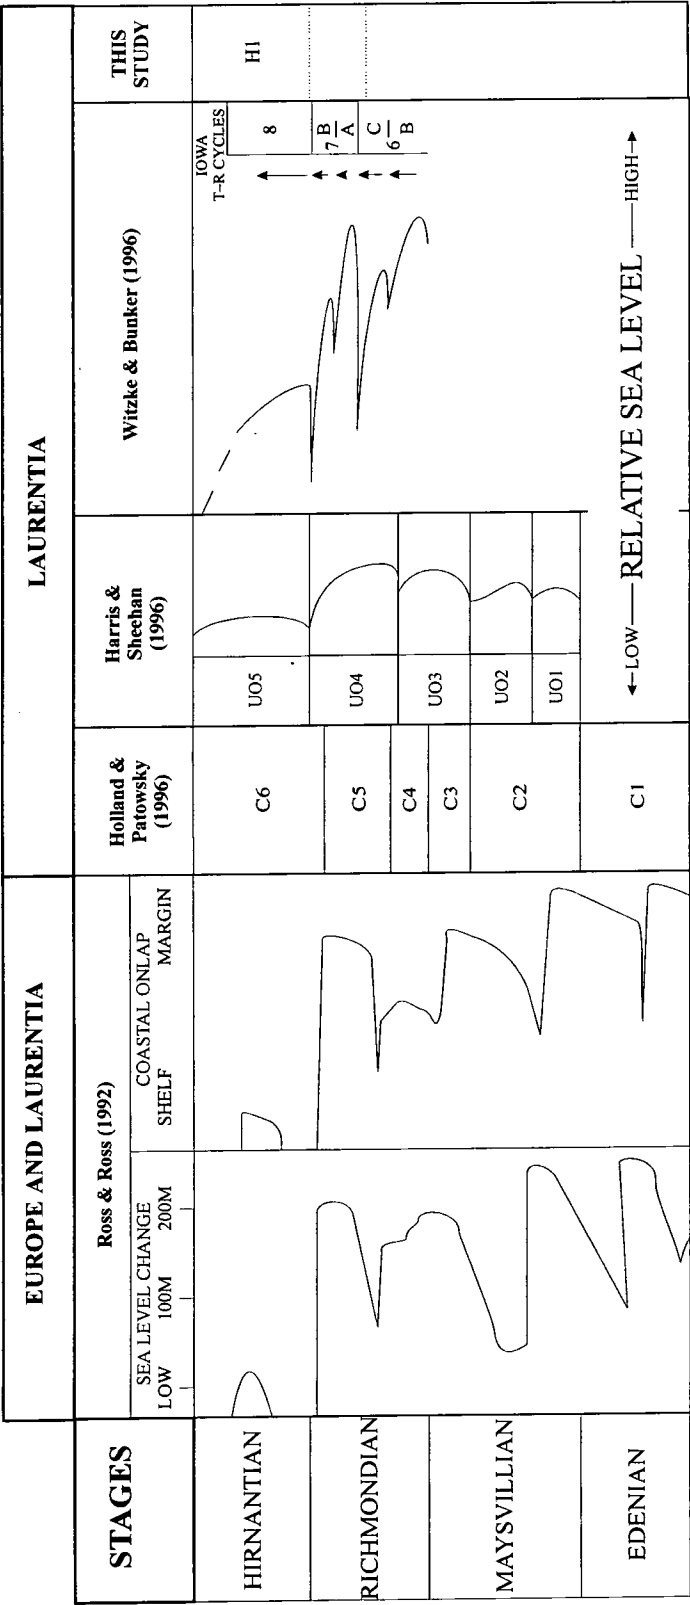 EUROPE AND LAURENTIA
LAURENTIA
STAGES
Ross & Ross (1992)
Holland &
Patowsky
(1996)
Harris &
Sheehan
(1996)
Witzke & Bunker (1996)
THIS
STUDY
SEA LEVEL CHANGE
LOW 100M 200M
COASTAL ONLAP
SHELF MARGIN
IOWA
T-R CYCLES
HIRNANTIAN
C6
UO5
8
H1
RICHMONDIAN
C5
UO4
7 B
A
C4
6 C
B
MAYSVILLIAN
C3
UO3
C2
UO2
UO1
EDENIAN
C1
LOW RELATIVE SEA LEVEL HIGH